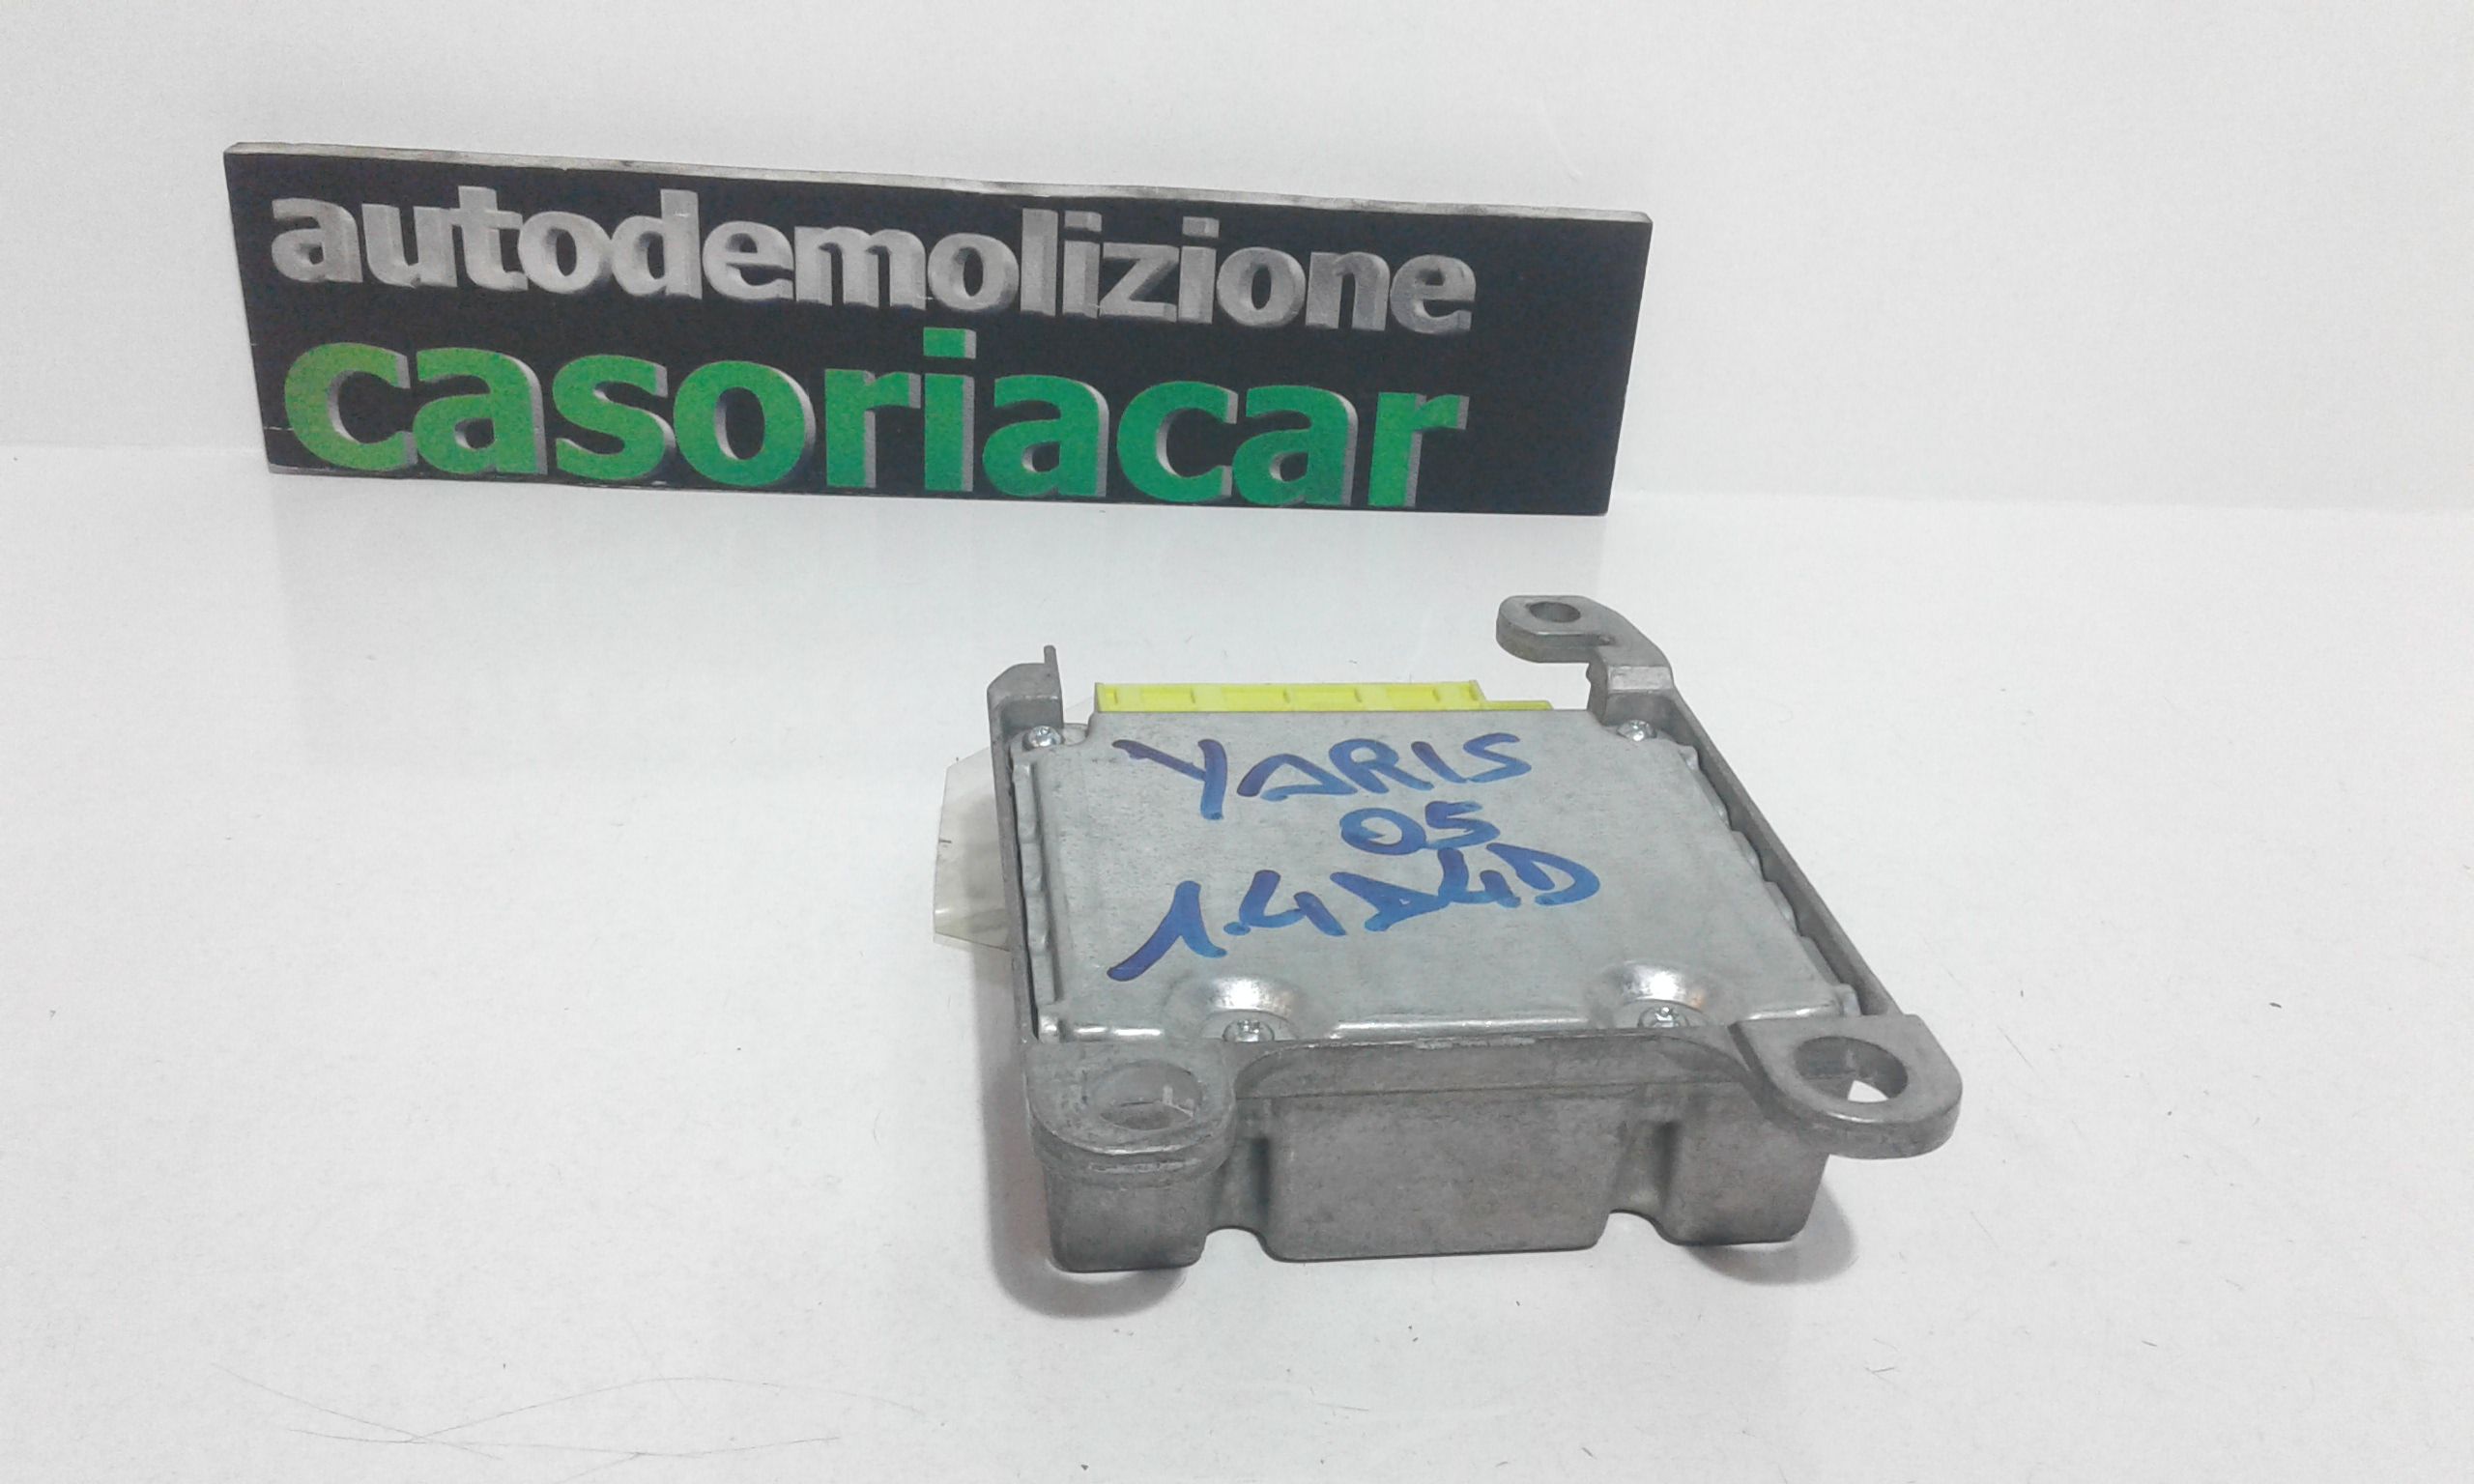 autodemolizione
casoriacar
YARIS
05
1.4 D4D